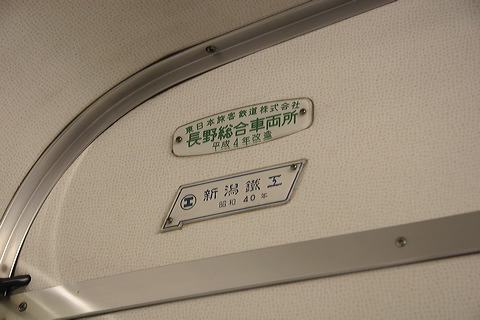 東日本旅客鉄道株式会社
長野総合車両所
平成4年改造
新潟鐵工
昭和40年